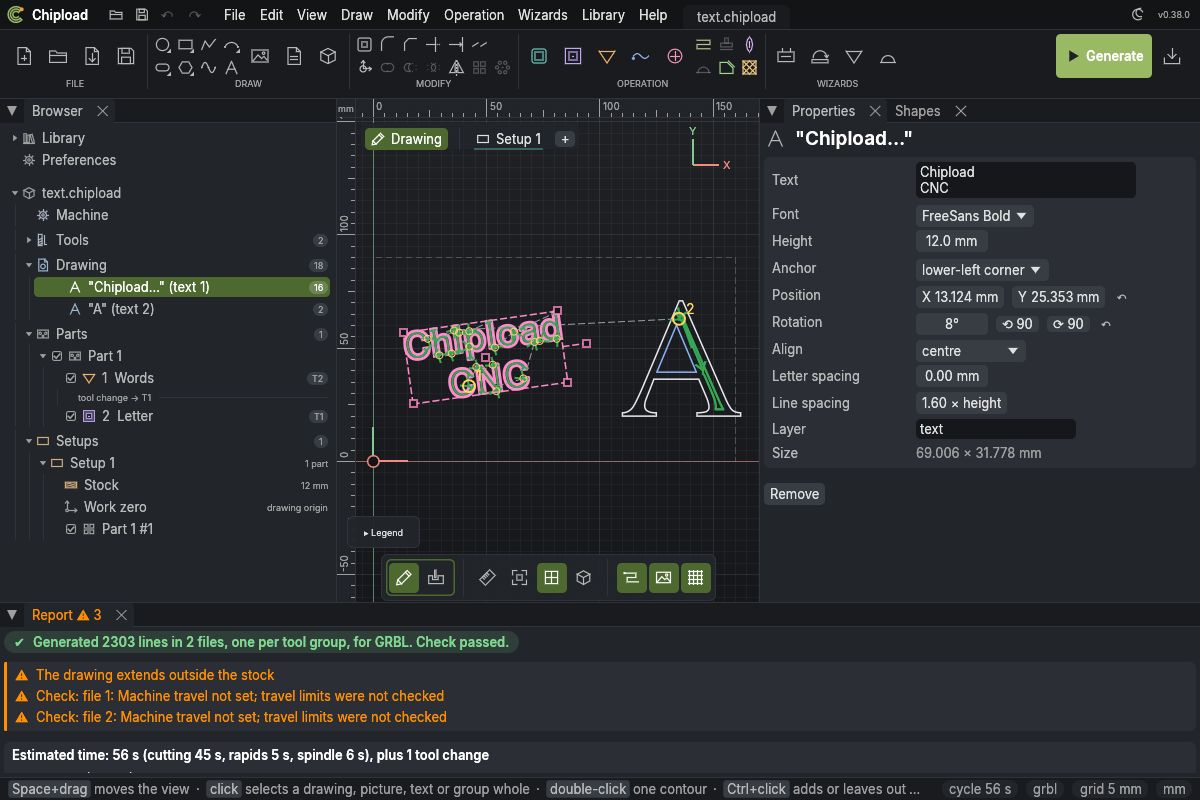 Chipload File Edit View Draw Modify Operation Wizards Library Help text.chipload v0.38.0
FILE DRAW MODIFY OPERATION WIZARDS
Generate
Browser
Library
Preferences
text.chipload
Machine
Tools 2
Drawing 18
"Chipload..." (text 1) 16
"A" (text 2) 2
Parts 1
Part 1
1 Words T2
tool change → T1
2 Letter T1
Setups 1
Setup 1 1 part
Stock 12 mm
Work zero drawing origin
Part 1 #1
mm 0 50 100 150
Drawing Setup 1 +
Y
X
100
50
0
-50
Chipload
CNC
A
2
Legend
Properties Shapes
"Chipload..."
Text Chipload
CNC
Font FreeSans Bold
Height 12.0 mm
Anchor lower-left corner
Position X 13.124 mm Y 25.353 mm
Rotation 8° ⟲ 90 ⟳ 90
Align centre
Letter spacing 0.00 mm
Line spacing 1.60 × height
Layer text
Size 69.006 × 31.778 mm
Remove
Report 3
✔ Generated 2303 lines in 2 files, one per tool group, for GRBL. Check passed.
The drawing extends outside the stock
Check: file 1: Machine travel not set; travel limits were not checked
Check: file 2: Machine travel not set; travel limits were not checked
Estimated time: 56 s (cutting 45 s, rapids 5 s, spindle 6 s), plus 1 tool change
Space+drag moves the view · click selects a drawing, picture, text or group whole · double-click one contour · Ctrl+click adds or leaves out ... cycle 56 s grbl grid 5 mm mm